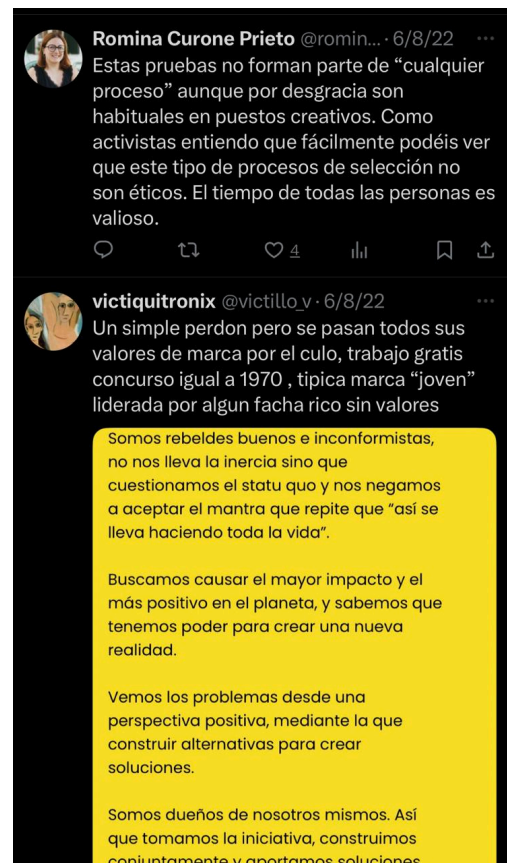 Romina Curone Prieto @romin... · 6/8/22
Estas pruebas no forman parte de “cualquier
proceso” aunque por desgracia son
habituales en puestos creativos. Como
activistas entiendo que fácilmente podéis ver
que este tipo de procesos de selección no
son éticos. El tiempo de todas las personas es
valioso.
4
victiquitronix @victillo_v · 6/8/22
Un simple perdon pero se pasan todos sus
valores de marca por el culo, trabajo gratis
concurso igual a 1970 , tipica marca “joven”
liderada por algun facha rico sin valores
Somos rebeldes buenos e inconformistas,
no nos lleva la inercia sino que
cuestionamos el statu quo y nos negamos
a aceptar el mantra que repite que “así se
lleva haciendo toda la vida”.
Buscamos causar el mayor impacto y el
más positivo en el planeta, y sabemos que
tenemos poder para crear una nueva
realidad.
Vemos los problemas desde una
perspectiva positiva, mediante la que
construir alternativas para crear
soluciones.
Somos dueños de nosotros mismos. Así
que tomamos la iniciativa, construimos
conjuntamente y aportamos soluciones